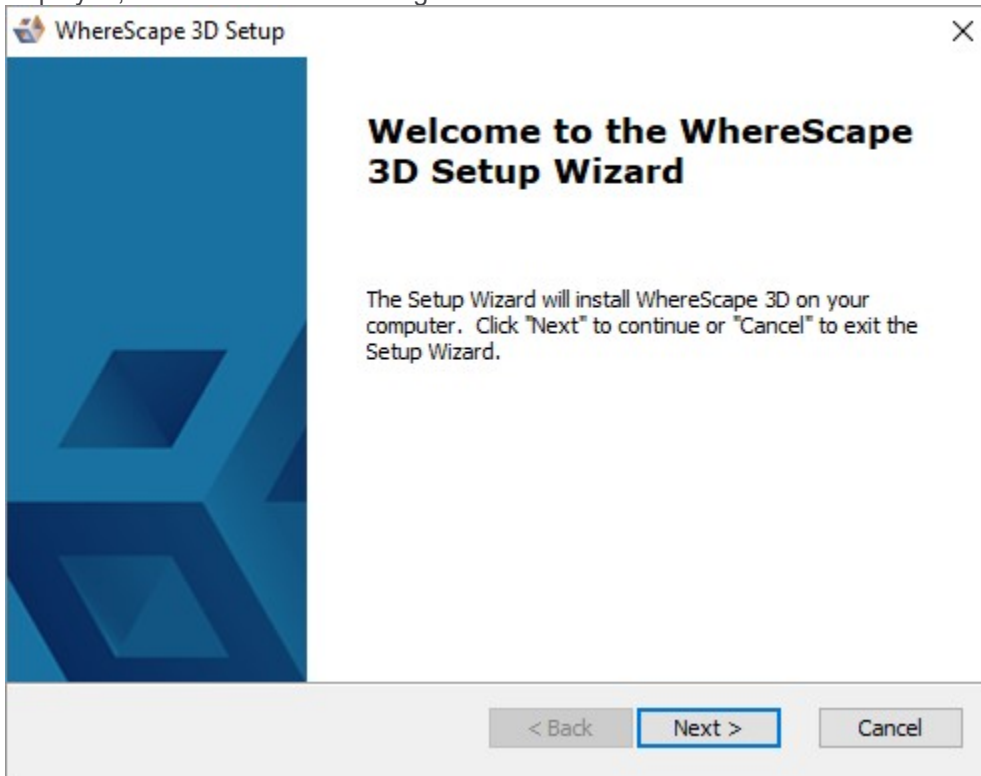 WhereScape 3D Setup
Welcome to the WhereScape
3D Setup Wizard
The Setup Wizard will install WhereScape 3D on your
computer.  Click "Next" to continue or "Cancel" to exit the
Setup Wizard.
< Back Next > Cancel